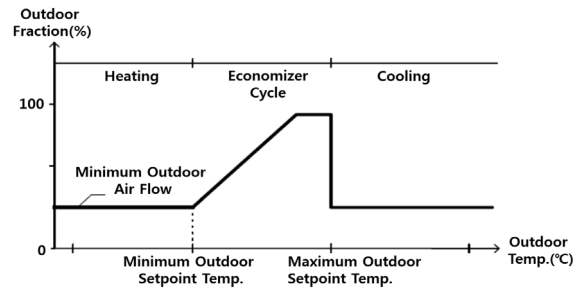 Outdoor
Fraction(%)
Heating
Economizer
Cycle
Cooling
100
Minimum Outdoor
Air Flow
0
Minimum Outdoor
Setpoint Temp.
Maximum Outdoor
Setpoint Temp.
Outdoor
Temp.(℃)